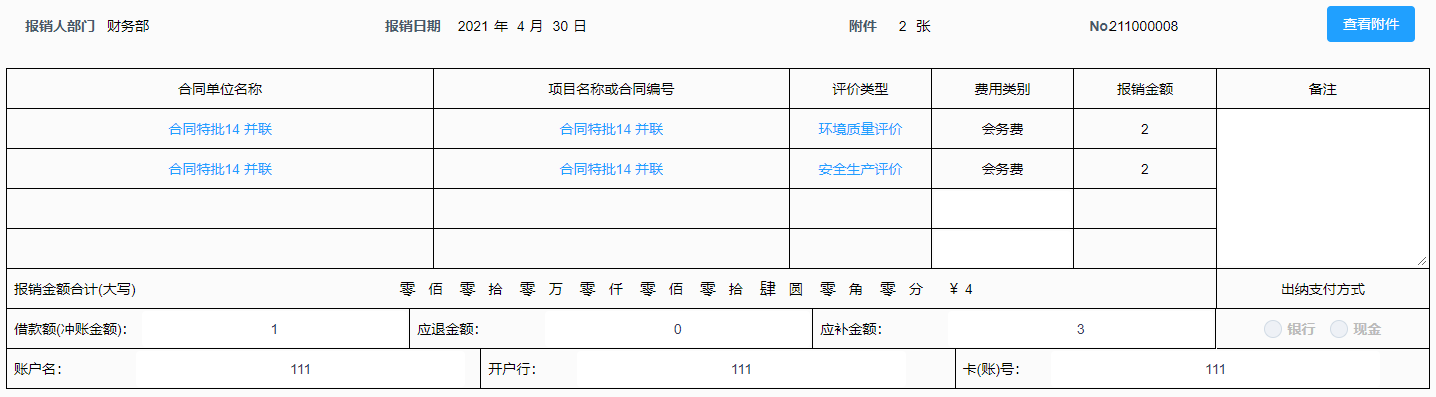 报销人部门 财务部 报销日期 2021 年 4 月 30 日 附件 2 张 No211000008 查看附件
合同单位名称 项目名称或合同编号 评价类型 费用类别 报销金额 备注
合同特批14 并联 合同特批14 并联 环境质量评价 会务费 2
合同特批14 并联 合同特批14 并联 安全生产评价 会务费 2
报销金额合计(大写) 零 佰 零 拾 零 万 零 仟 零 佰 零 拾 肆 圆 零 角 零 分 ¥ 4 出纳支付方式
借款额(冲账金额): 1 应退金额: 0 应补金额: 3 银行 现金
账户名: 111 开户行: 111 卡(账)号: 111